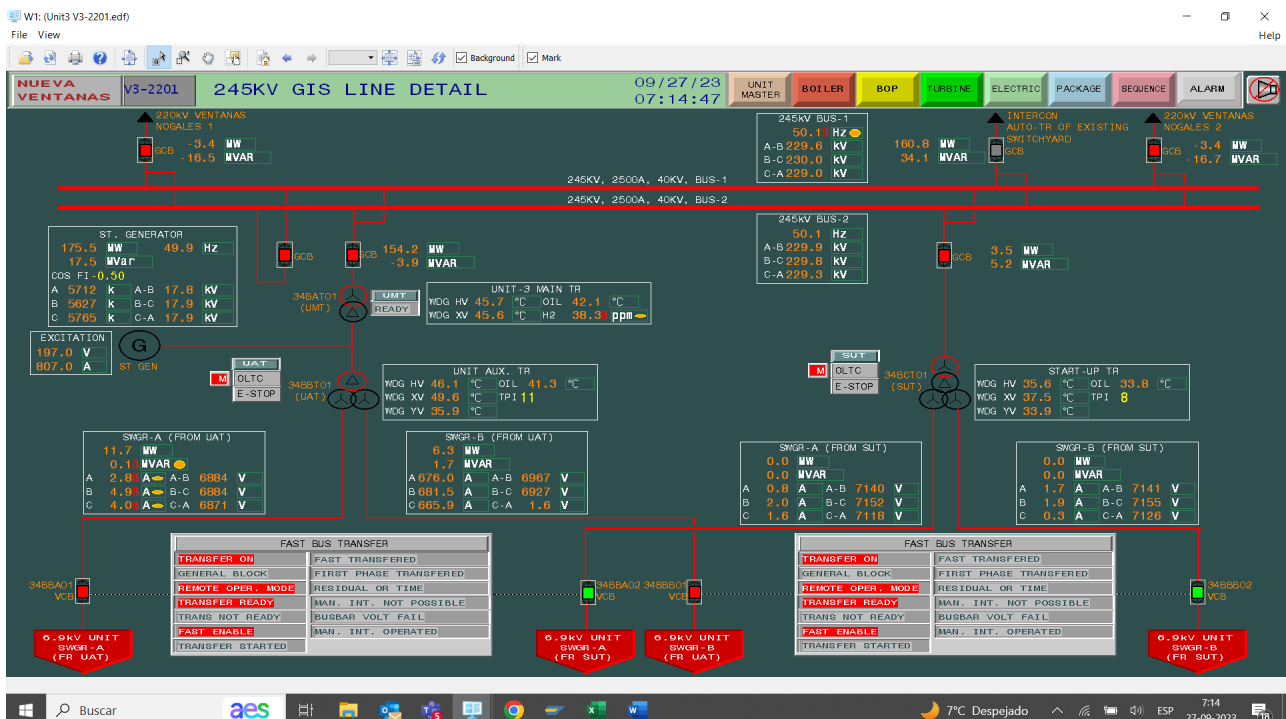 W1: (Unit3 V3-2201.edf)
File View Help
Background Mark
NUEVA
VENTANAS
V3-2201
245KV GIS LINE DETAIL
09/27/23
07:14:47
UNIT
MASTER
BOILER
BOP
TURBINE
ELECTRIC
PACKAGE
SEQUENCE
ALARM
220kV VENTANAS
NOGALES 1
GCB
-3.4 MW
-16.5 MVAR
245KV BUS-1
50.1 Hz
A-B 229.6 kV
B-C 230.0 kV
C-A 229.0 kV
160.8 MW
34.1 MVAR
INTERCON
AUTO-TR OF EXISTING
SWITCHYARD
GCB
220kV VENTANAS
NOGALES 2
GCB
-3.4 MW
-16.7 MVAR
245KV, 2500A, 40KV, BUS-1
245KV, 2500A, 40KV, BUS-2
ST. GENERATOR
175.5 MW 49.9 Hz
17.5 MVar
COS FI -0.50
A 5712 k A-B 17.8 kV
B 5627 k B-C 17.9 kV
C 5765 k C-A 17.9 kV
GCB
GCB
154.2 MW
-3.9 MVAR
245kV BUS-2
50.1 Hz
A-B 229.9 kV
B-C 229.8 kV
C-A 229.3 kV
GCB
3.5 MW
5.2 MVAR
34BAT01
(UMT)
UMT
READY
UNIT-3 MAIN TR
WDG HV 45.7 °C OIL 42.1 °C
WDG XV 45.6 °C H2 38.3 ppm
EXCITATION
197.0 V
807.0 A
G
ST GEN
UAT
M OLTC
E-STOP
34BBT01
(UAT)
UNIT AUX. TR
WDG HV 46.1 °C OIL 41.3 °C
WDG XV 49.6 °C TPI 11
WDG YV 35.9 °C
SUT
M OLTC
E-STOP
34BCT01
(SUT)
START-UP TR
WDG HV 35.6 °C OIL 33.8 °C
WDG XV 37.5 °C TPI 8
WDG YV 33.9 °C
SWGR-A (FROM UAT)
11.7 MW
0.1 MVAR
A 2.8 A A-B 6884 V
B 4.9 A B-C 6884 V
C 4.0 A C-A 6871 V
SWGR-B (FROM UAT)
6.3 MW
1.7 MVAR
A 676.0 A A-B 6967 V
B 681.5 A B-C 6927 V
C 665.9 A C-A 1.6 V
SWGR-A (FROM SUT)
0.0 MW
0.0 MVAR
A 0.8 A A-B 7140 V
B 2.0 A B-C 7152 V
C 1.6 A C-A 7118 V
SWGR-B (FROM SUT)
0.0 MW
0.0 MVAR
A 1.7 A A-B 7141 V
B 1.9 A B-C 7155 V
C 0.3 A C-A 7126 V
FAST BUS TRANSFER
TRANSFER ON FAST TRANSFERED
GENERAL BLOCK FIRST PHASE TRANSFERED
REMOTE OPER. MODE RESIDUAL OR TIME
TRANSFER READY MAN. INT. NOT POSSIBLE
TRANS NOT READY BUSBAR VOLT FAIL
FAST ENABLE MAN. INT. OPERATED
TRANSFER STARTED
FAST BUS TRANSFER
TRANSFER ON FAST TRANSFERED
GENERAL BLOCK FIRST PHASE TRANSFERED
REMOTE OPER. MODE RESIDUAL OR TIME
TRANSFER READY MAN. INT. NOT POSSIBLE
TRANS NOT READY BUSBAR VOLT FAIL
FAST ENABLE MAN. INT. OPERATED
TRANSFER STARTED
34BBA01
VCB
34BBA02
VCB
34BBB01
VCB
34BBB02
VCB
6.9kV UNIT
SWGR-A
(FR UAT)
6.9kV UNIT
SWGR-A
(FR SUT)
6.9kV UNIT
SWGR-B
(FR UAT)
6.9kV UNIT
SWGR-B
(FR SUT)
Buscar
aes
7°C Despejado
ESP
7:14
27-09-2023